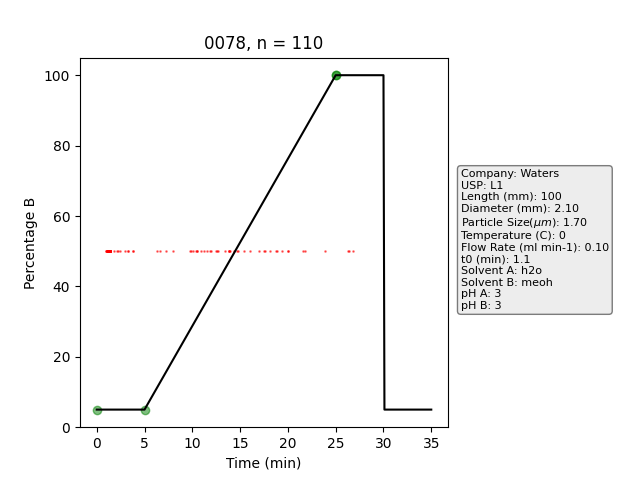 0078, n = 110
Percentage B
100
80
60
40
20
0
0 5 10 15 20 25 30 35
Time (min)
Company: Waters
USP: L1
Length (mm): 100
Diameter (mm): 2.10
Particle Size(μm): 1.70
Temperature (C): 0
Flow Rate (ml min-1): 0.10
t0 (min): 1.1
Solvent A: h2o
Solvent B: meoh
pH A: 3
pH B: 3